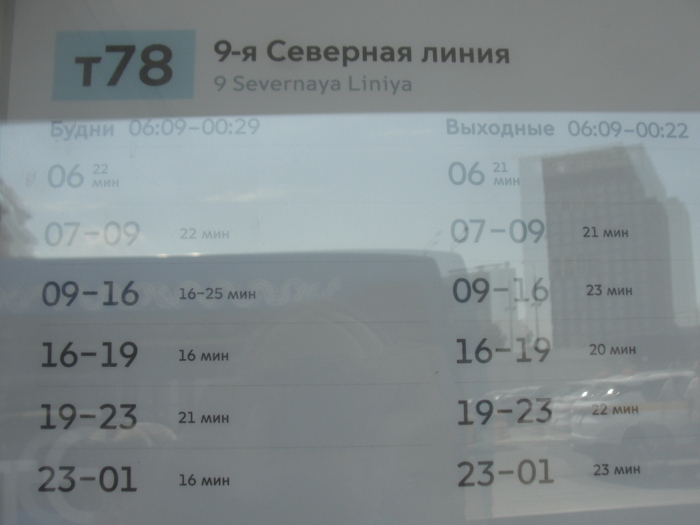 т78
9-я Северная линия
9 Severnaya Liniya
Будни 06:09–00:29
06 22 мин
07–09 22 мин
09–16 16–25 мин
16–19 16 мин
19–23 21 мин
23–01 16 мин
Выходные 06:09–00:22
06 21 мин
07–09 21 мин
09–16 23 мин
16–19 20 мин
19–23 22 мин
23–01 23 мин